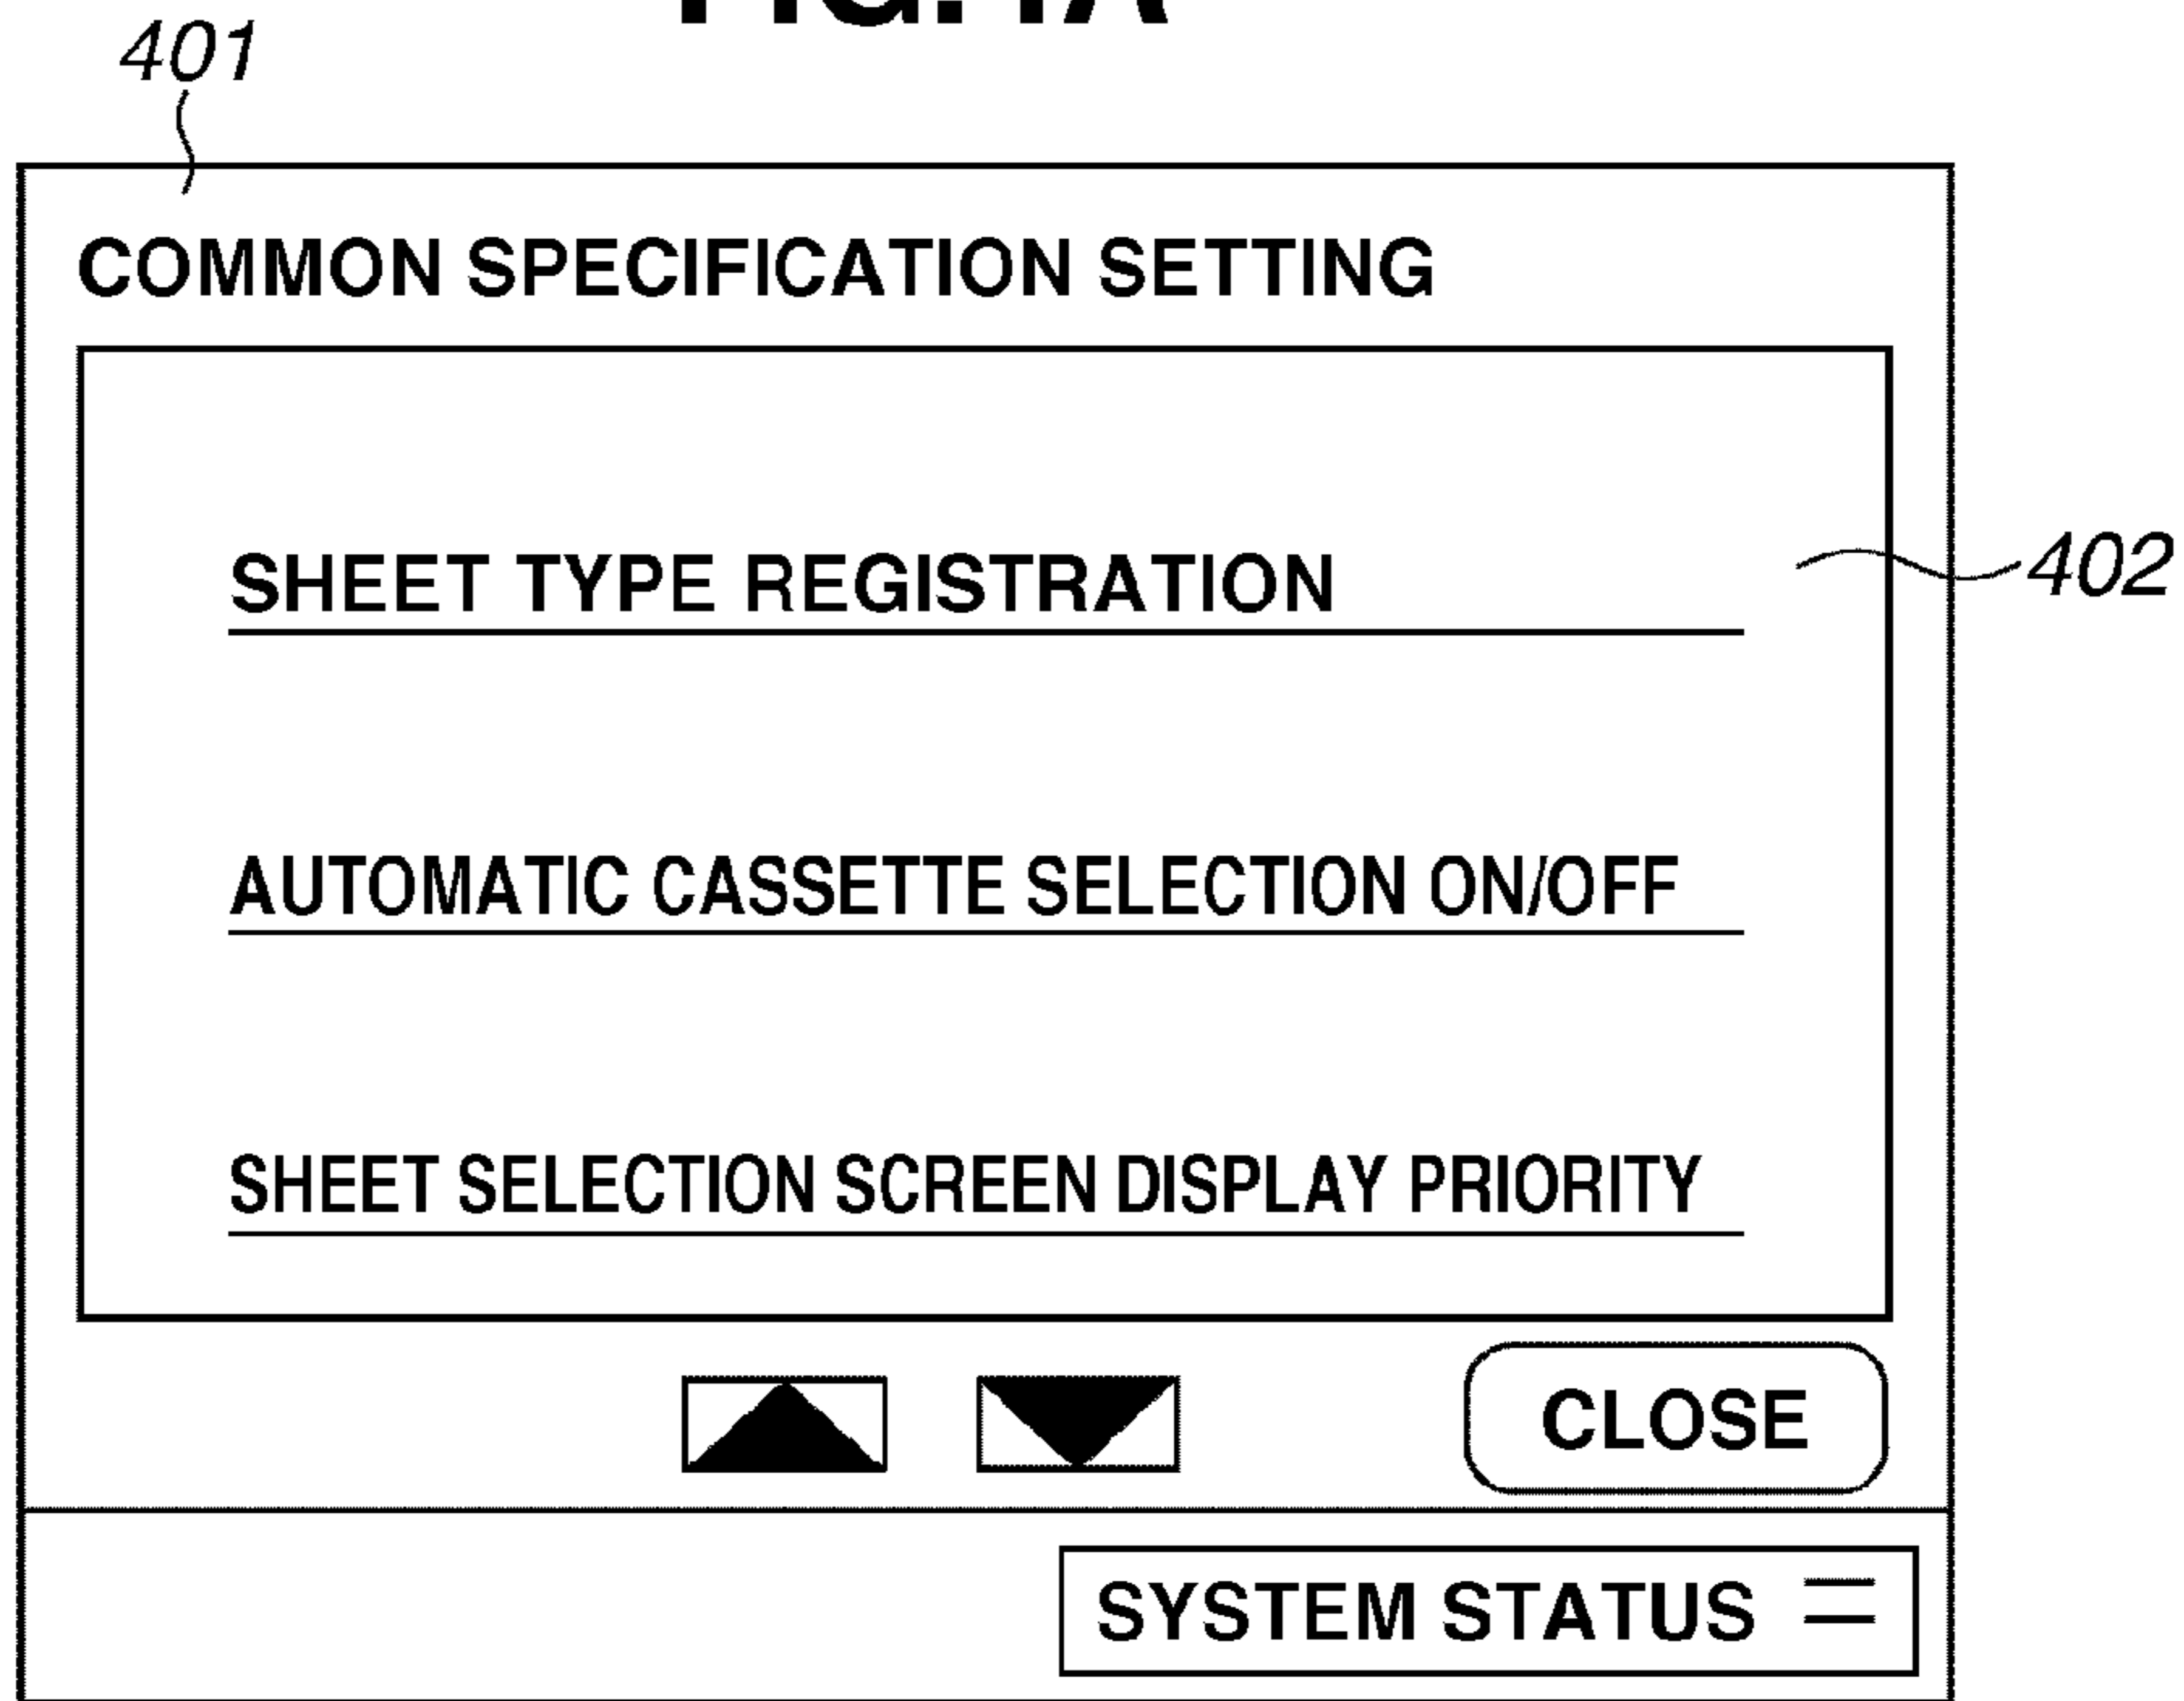 401
COMMON SPECIFICATION SETTING
SHEET TYPE REGISTRATION
402
AUTOMATIC CASSETTE SELECTION ON/OFF
SHEET SELECTION SCREEN DISPLAY PRIORITY
CLOSE
SYSTEM STATUS